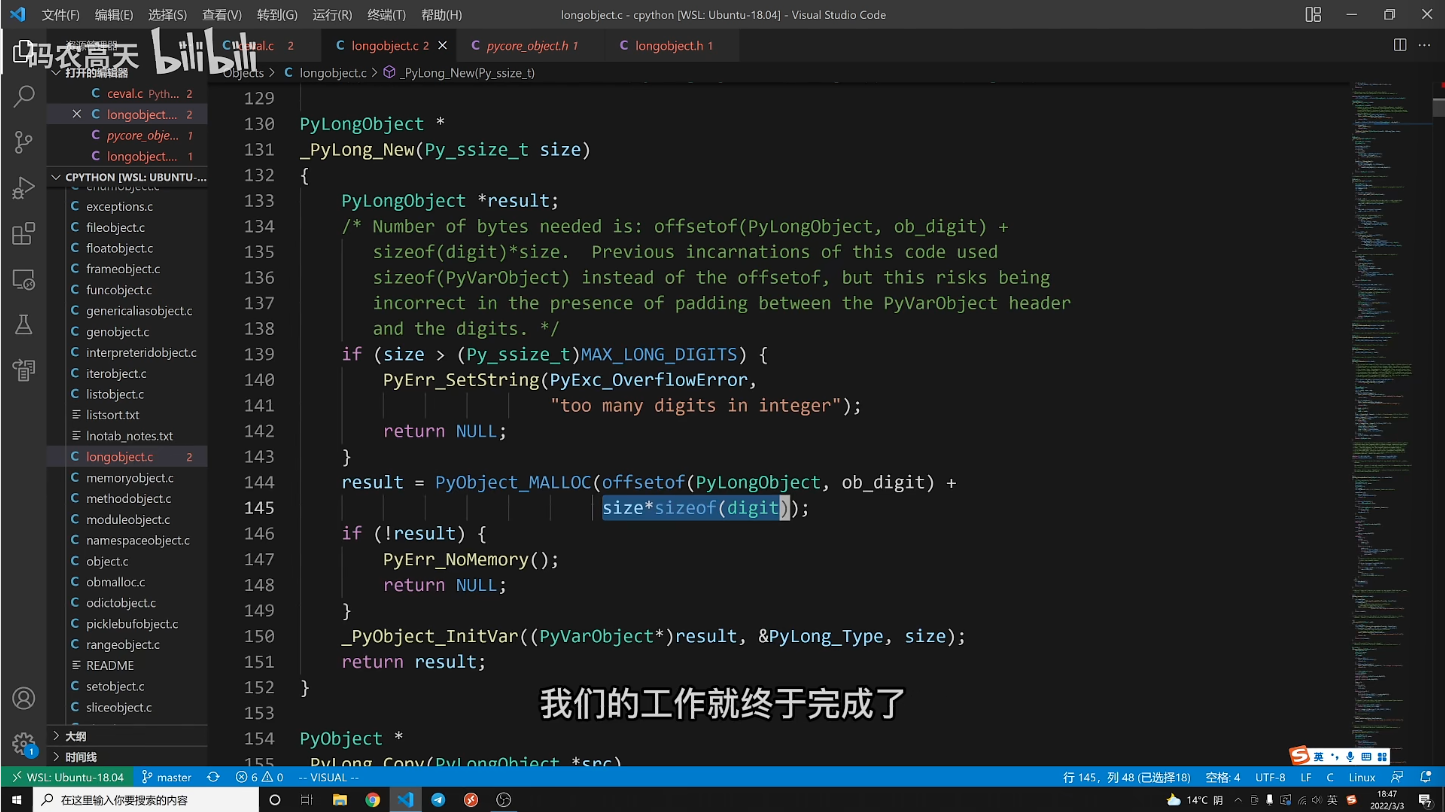 文件(F) 编辑(E) 选择(S) 查看(V) 转到(G) 运行(R) 终端(T) 帮助(H) longobject.c - cpython [WSL: Ubuntu-18.04] - Visual Studio Code
码农高天 bilibili
ceval.c 2 longobject.c 2 pycore_object.h 1 longobject.h 1
Objects > longobject.c > _PyLong_New(Py_ssize_t)
打开的编辑器
ceval.c Pyth... 2
longobject.... 2
pycore_obje... 1
longobject.... 1
CPYTHON [WSL: UBUNTU-...
enumobject.c
exceptions.c
fileobject.c
floatobject.c
frameobject.c
funcobject.c
genericaliasobject.c
genobject.c
interpreteridobject.c
iterobject.c
listobject.c
listsort.txt
lnotab_notes.txt
longobject.c 2
memoryobject.c
methodobject.c
moduleobject.c
namespaceobject.c
object.c
obmalloc.c
odictobject.c
picklebufobject.c
rangeobject.c
README
setobject.c
sliceobject.c
大纲
时间线
129
130 PyLongObject *
131 _PyLong_New(Py_ssize_t size)
132 {
133 PyLongObject *result;
134 /* Number of bytes needed is: offsetof(PyLongObject, ob_digit) +
135 sizeof(digit)*size. Previous incarnations of this code used
136 sizeof(PyVarObject) instead of the offsetof, but this risks being
137 incorrect in the presence of padding between the PyVarObject header
138 and the digits. */
139 if (size > (Py_ssize_t)MAX_LONG_DIGITS) {
140 PyErr_SetString(PyExc_OverflowError,
141 "too many digits in integer");
142 return NULL;
143 }
144 result = PyObject_MALLOC(offsetof(PyLongObject, ob_digit) +
145 size*sizeof(digit));
146 if (!result) {
147 PyErr_NoMemory();
148 return NULL;
149 }
150 _PyObject_InitVar((PyVarObject*)result, &PyLong_Type, size);
151 return result;
152 }
153
154 PyObject *
155 _PyLong_Copy(PyLongObject *src)
我们的工作就终于完成了
英
1
WSL: Ubuntu-18.04 master 6 0 -- VISUAL -- 行 145，列 48 (已选择18) 空格: 4 UTF-8 LF C Linux
在这里输入你要搜索的内容 14°C 阴 英 18:47
2022/3/3